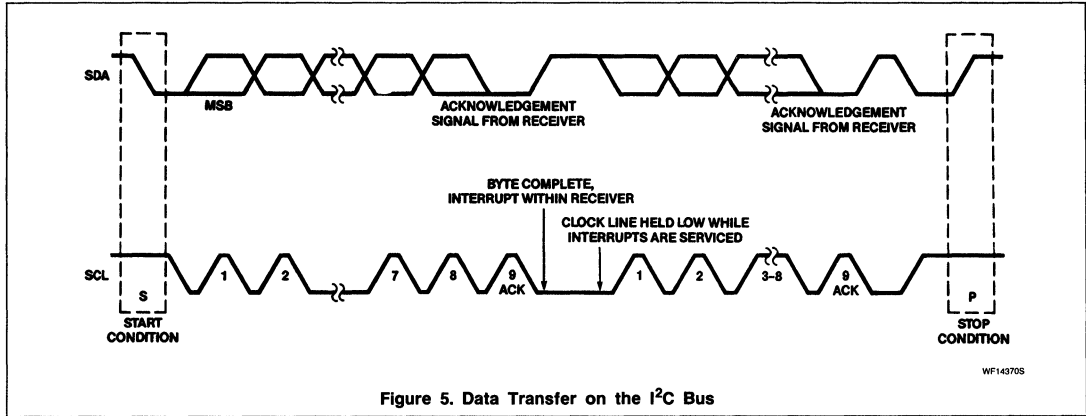 SDA
MSB
ACKNOWLEDGEMENT
SIGNAL FROM RECEIVER
ACKNOWLEDGEMENT
SIGNAL FROM RECEIVER
BYTE COMPLETE,
INTERRUPT WITHIN RECEIVER
CLOCK LINE HELD LOW WHILE
INTERRUPTS ARE SERVICED
SCL
S
1
2
7
8
9
ACK
1
2
3–8
9
ACK
P
START
CONDITION
STOP
CONDITION
WF14370S
Figure 5. Data Transfer on the I²C Bus